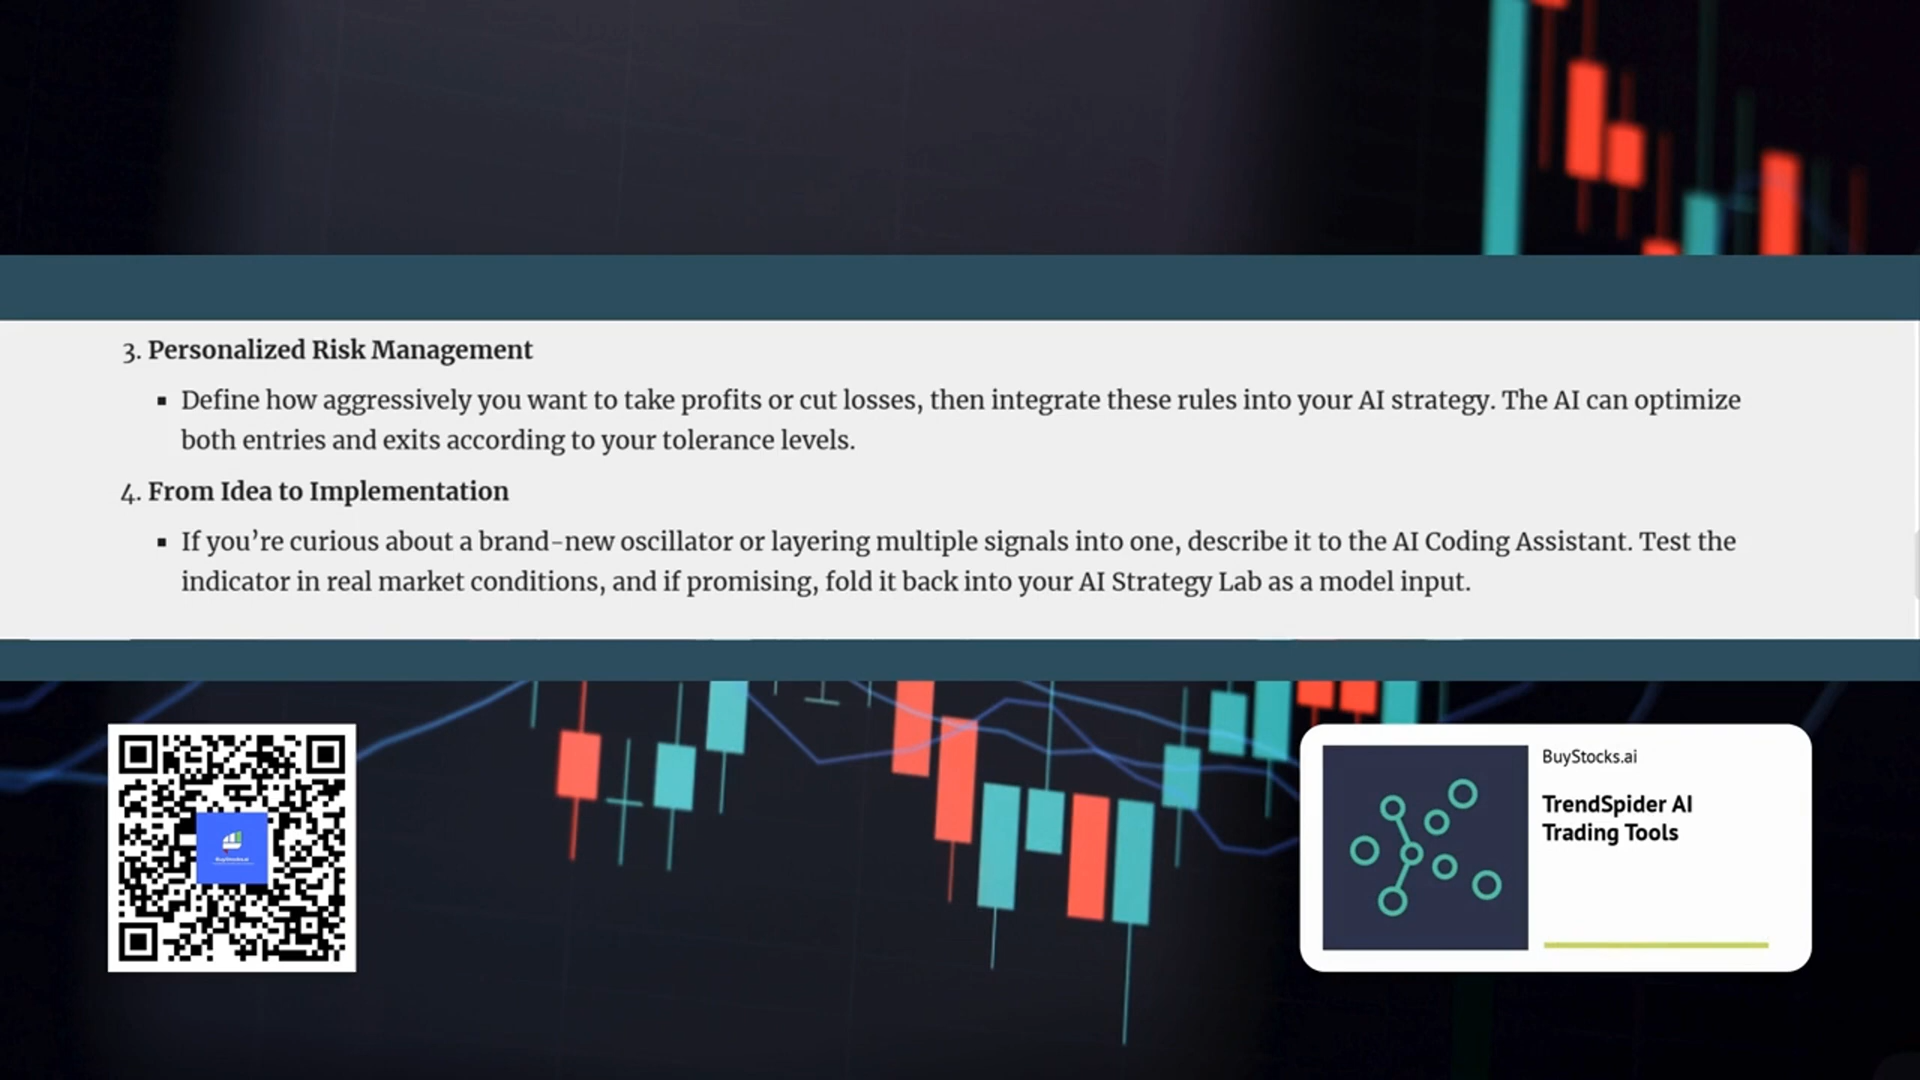 3. Personalized Risk Management
▪ Define how aggressively you want to take profits or cut losses, then integrate these rules into your AI strategy. The AI can optimize
both entries and exits according to your tolerance levels.
4. From Idea to Implementation
▪ If you’re curious about a brand-new oscillator or layering multiple signals into one, describe it to the AI Coding Assistant. Test the
indicator in real market conditions, and if promising, fold it back into your AI Strategy Lab as a model input.
BuyStocks.ai
BuyStocks.ai
TrendSpider AI
Trading Tools